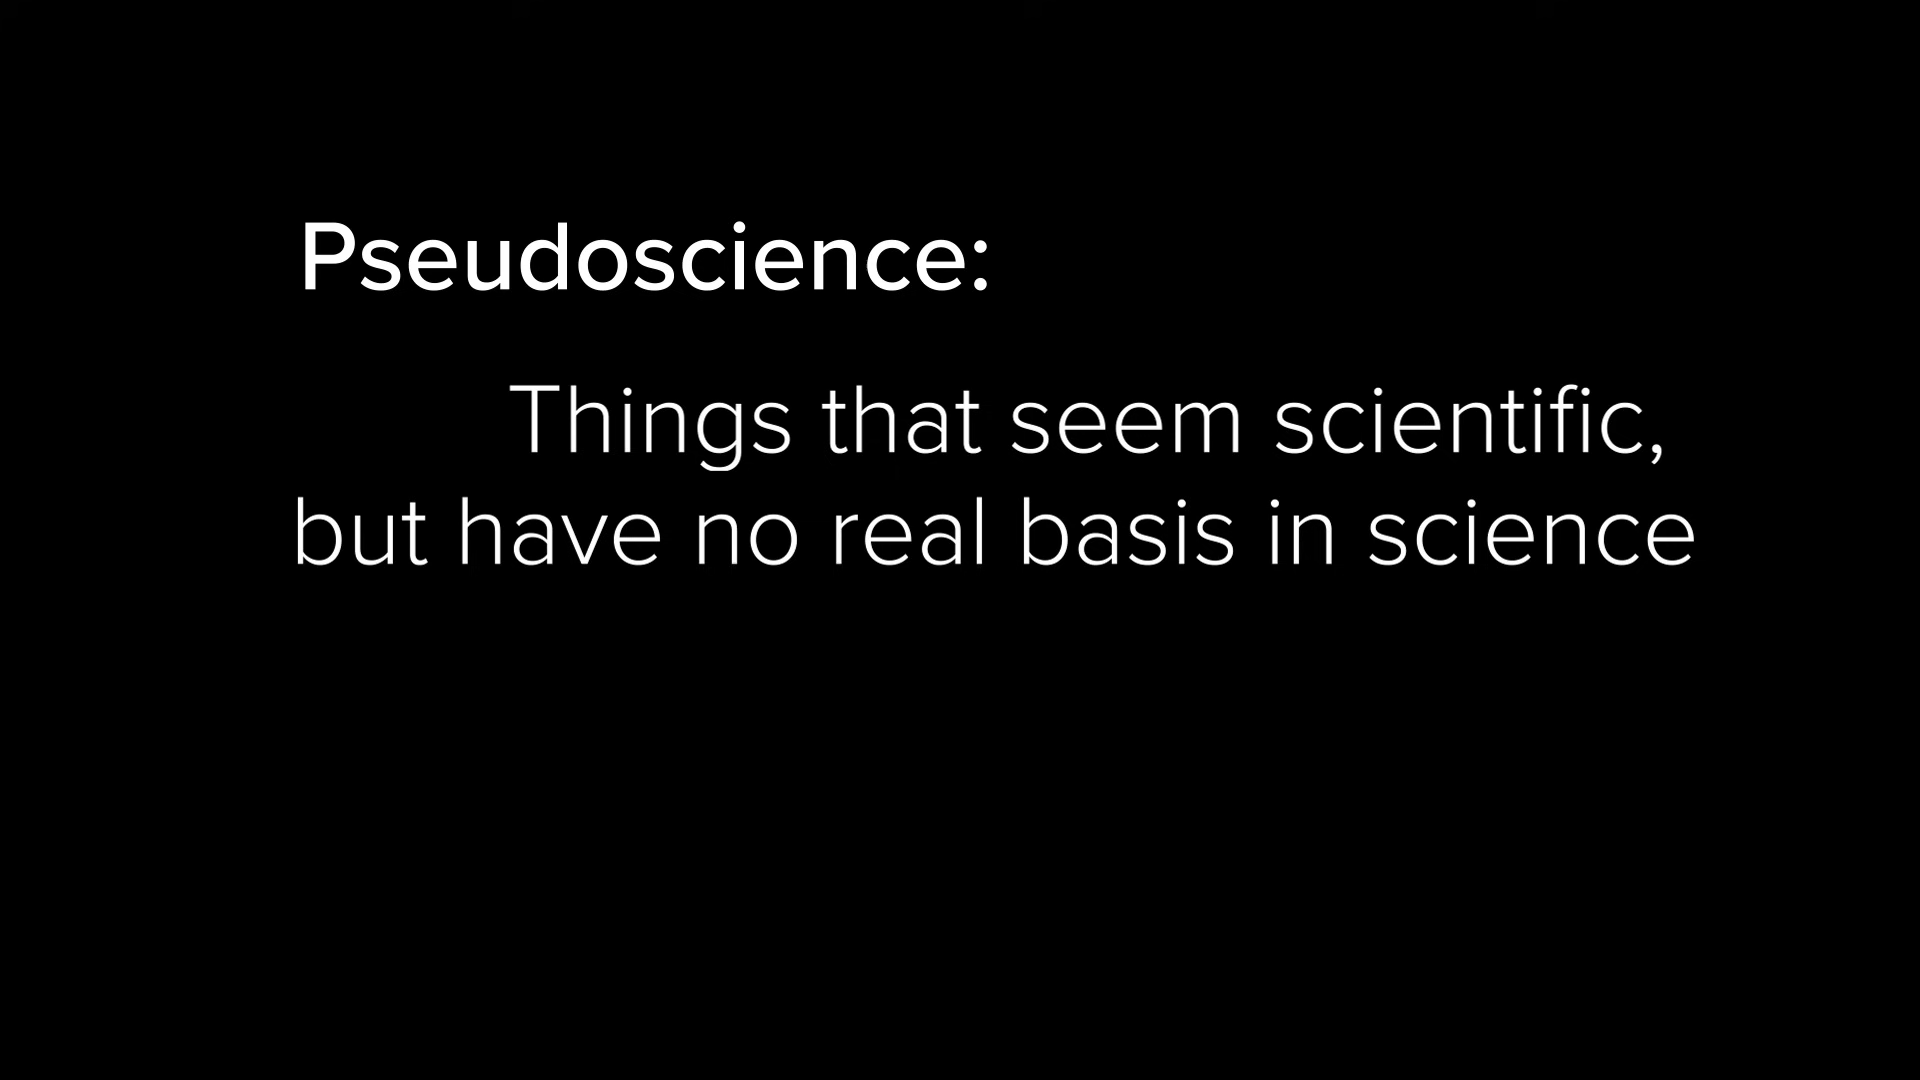 Pseudoscience:
Things that seem scientific,
but have no real basis in science